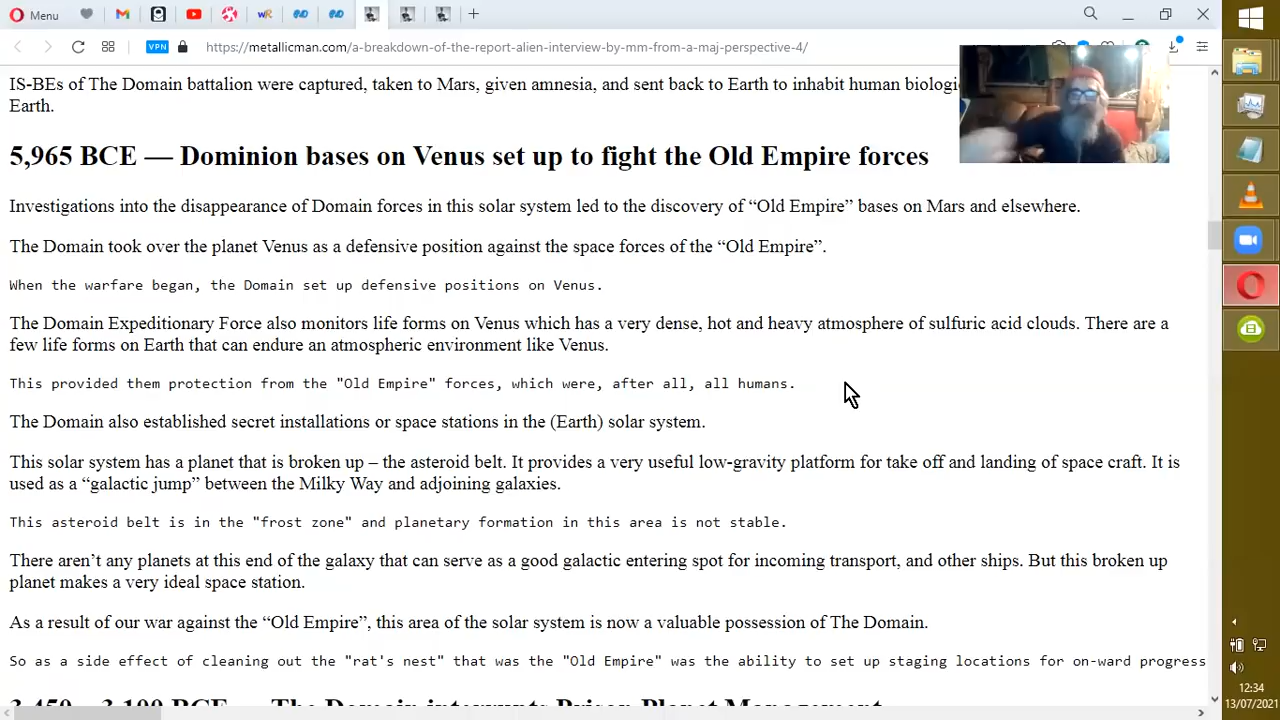 Menu
VPN
https://metallicman.com/a-breakdown-of-the-report-alien-interview-by-mm-from-a-maj-perspective-4/
IS-BEs of The Domain battalion were captured, taken to Mars, given amnesia, and sent back to Earth to inhabit human
Earth.
5,965 BCE — Dominion bases on Venus set up to fight the Old Empire forces
Investigations into the disappearance of Domain forces in this solar system led to the discovery of “Old Empire” bases on Mars and elsewhere.
The Domain took over the planet Venus as a defensive position against the space forces of the “Old Empire”.
When the warfare began, the Domain set up defensive positions on Venus.
The Domain Expeditionary Force also monitors life forms on Venus which has a very dense, hot and heavy atmosphere of sulfuric acid clouds. There are a
few life forms on Earth that can endure an atmospheric environment like Venus.
This provided them protection from the "Old Empire" forces, which were, after all, all humans.
The Domain also established secret installations or space stations in the (Earth) solar system.
This solar system has a planet that is broken up – the asteroid belt. It provides a very useful low-gravity platform for take off and landing of space craft. It is
used as a “galactic jump” between the Milky Way and adjoining galaxies.
This asteroid belt is in the "frost zone" and planetary formation in this area is not stable.
There aren’t any planets at this end of the galaxy that can serve as a good galactic entering spot for incoming transport, and other ships. But this broken up
planet makes a very ideal space station.
As a result of our war against the “Old Empire”, this area of the solar system is now a valuable possession of The Domain.
So as a side effect of cleaning out the "rat's nest" that was the "Old Empire" was the ability to set up staging locations for on-ward progress
3,450 – 3,100 BCE — The Domain interrupts Prison Planet Management
12:34
13/07/2021